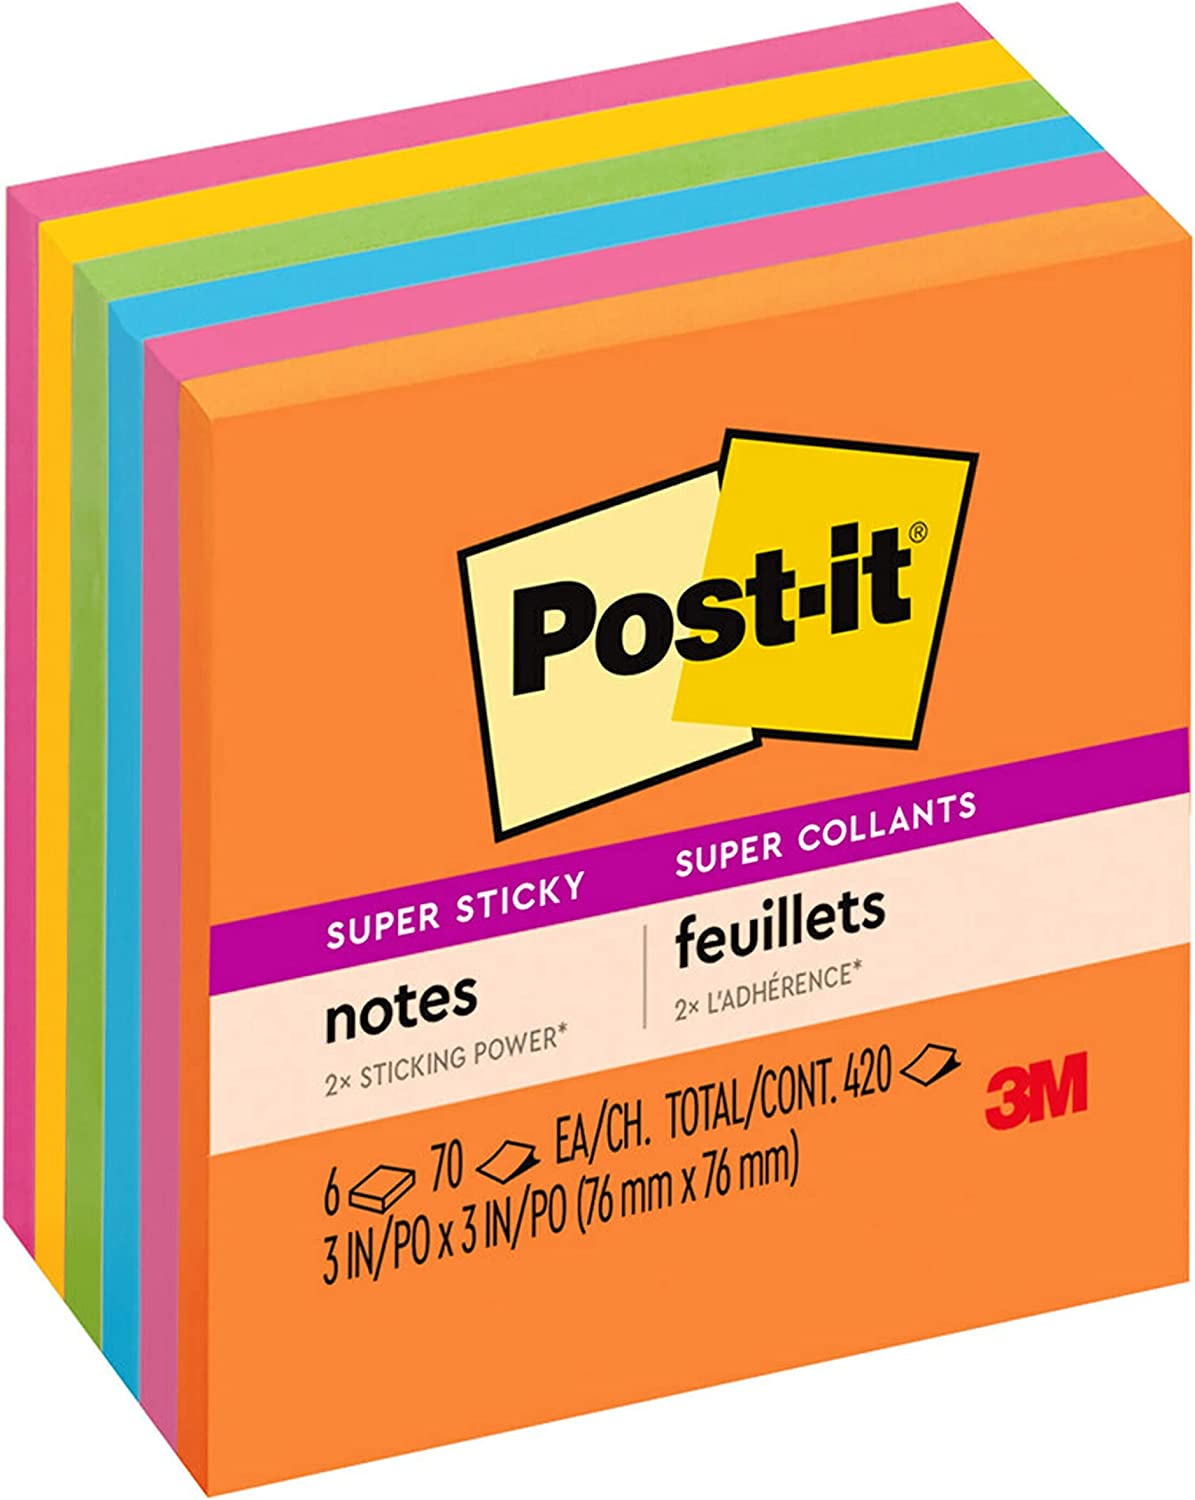 Post-it®
SUPER STICKY
notes
2× STICKING POWER*
SUPER COLLANTS
feuillets
2× L'ADHÉRENCE*
6 70 EA/CH. TOTAL/CONT. 420
3 IN/PO x 3 IN/PO (76 mm x 76 mm)
3M